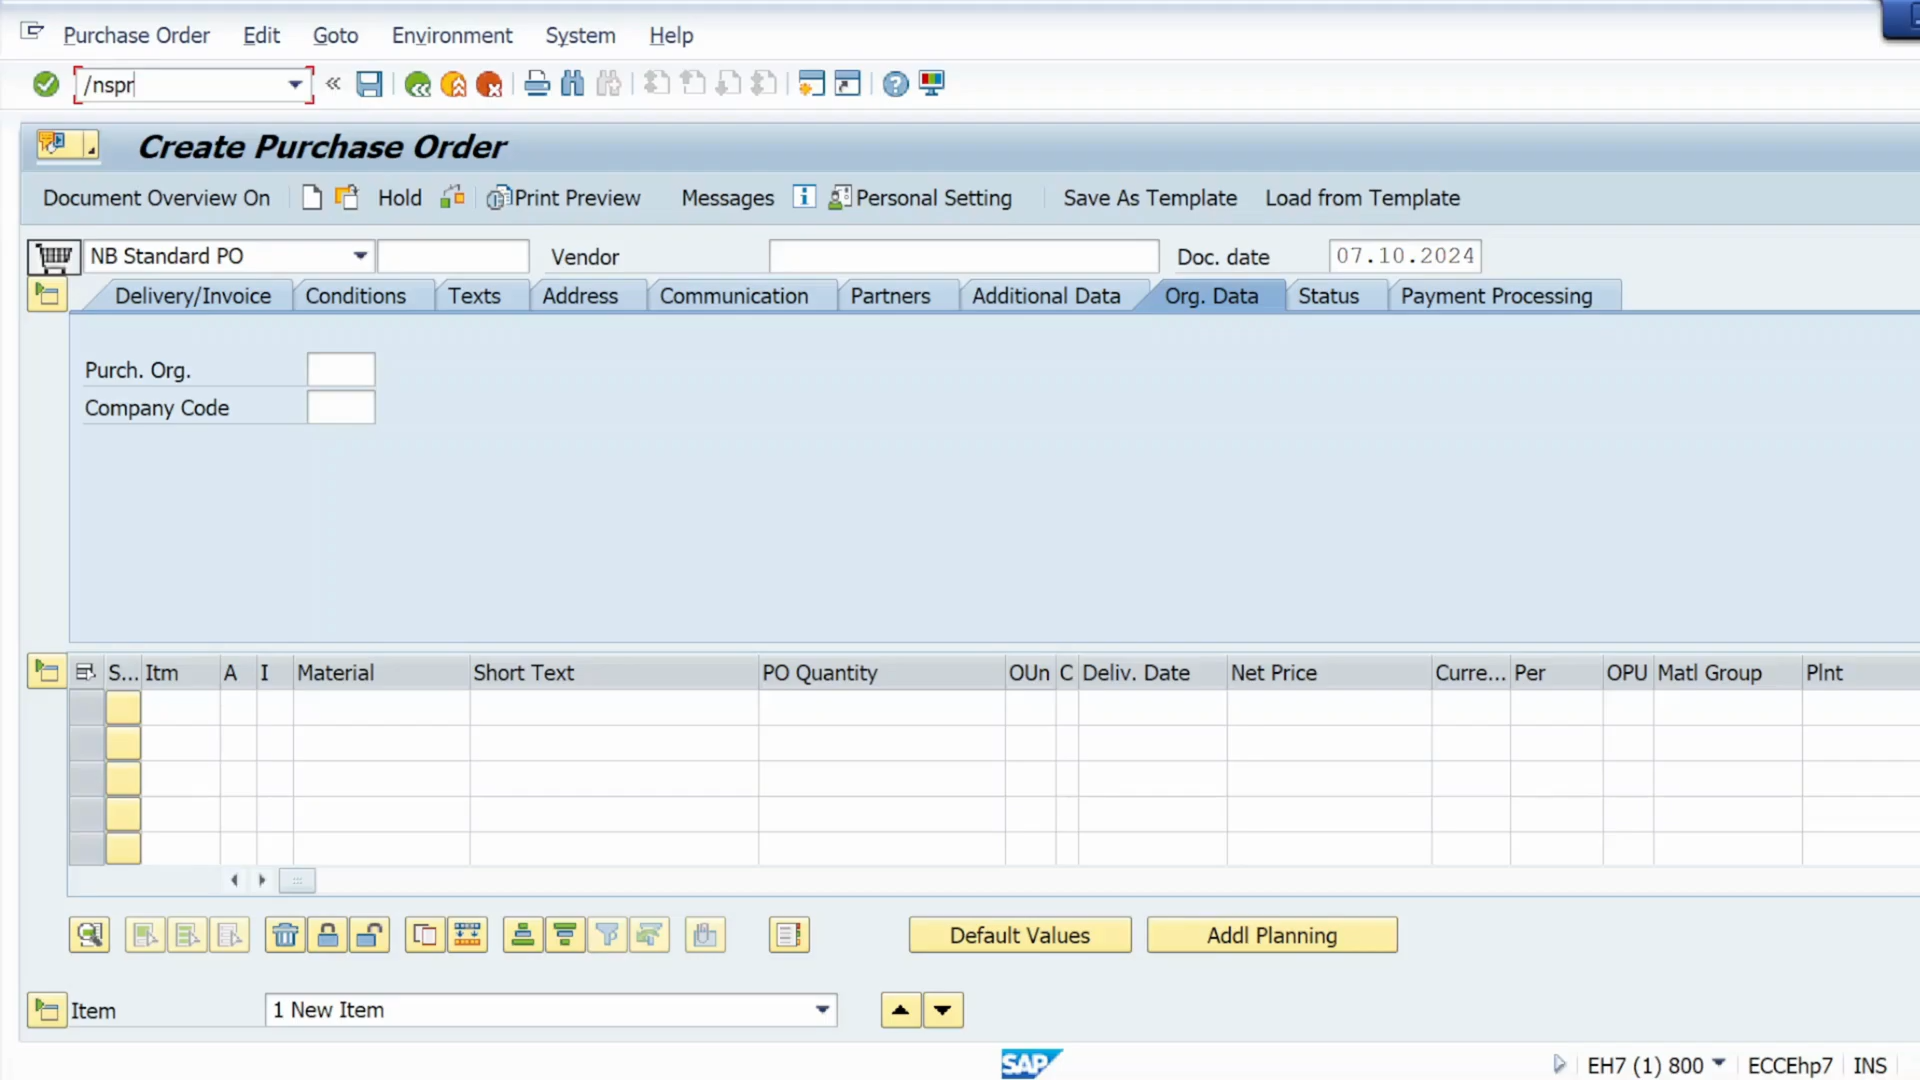 Purchase Order Edit Goto Environment System Help
/nspr
Create Purchase Order
Document Overview On Hold Print Preview Messages Personal Setting Save As Template Load from Template
NB Standard PO Vendor Doc. date 07.10.2024
Delivery/Invoice Conditions Texts Address Communication Partners Additional Data Org. Data Status Payment Processing
Purch. Org.
Company Code
S... Itm A I Material Short Text PO Quantity OUn C Deliv. Date Net Price Curre... Per OPU Matl Group Plnt
Default Values Addl Planning
Item 1 New Item
SAP EH7 (1) 800 ECCEhp7 INS